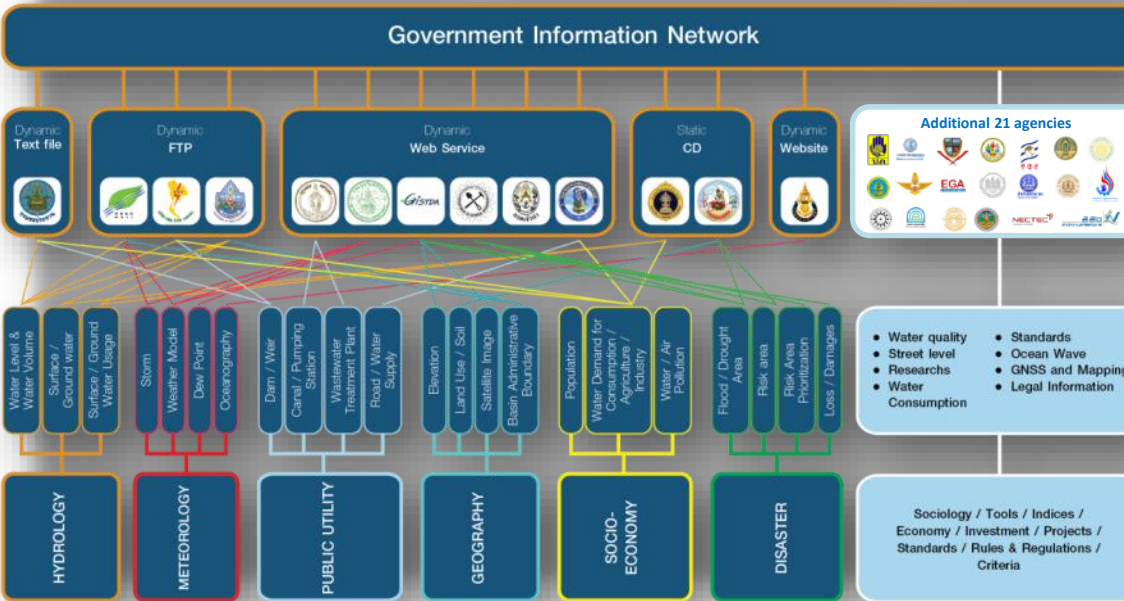 Government Information Network
Dynamic
Text file
Dynamic
FTP
Dynamic
Web Service
GISTDA
Static
CD
Dynamic
Website
Additional 21 agencies
EGA
NECTEC
Water Level &
Water Volume
Surface /
Ground water
Surface / Ground
Water Usage
Storm
Weather Model
Dew Point
Oceanography
Dam / Weir
Canal / Pumping
Station
Wastewater
Treatment Plant
Road / Water
Supply
Elevation
Land Use / Soil
Satellite Image
Basin Administrative
Boundary
Population
Water Demand for
Consumption /
Agriculture /
Industry
Water / Air
Pollution
Flood / Drought
Area
Risk area
Risk Area
Prioritization
Loss / Damages
• Water quality
• Street level
• Researchs
• Water
Consumption
• Standards
• Ocean Wave
• GNSS and Mapping
• Legal Information
HYDROLOGY
METEOROLOGY
PUBLIC UTILITY
GEOGRAPHY
SOCIO-
ECONOMY
DISASTER
Sociology / Tools / Indices /
Economy / Investment / Projects /
Standards / Rules & Regulations /
Criteria